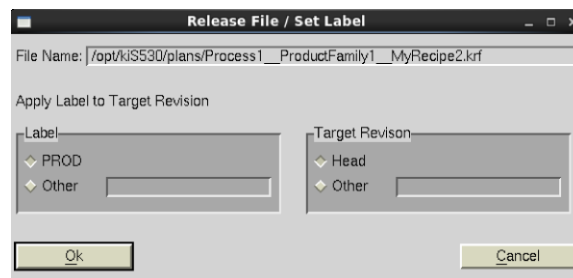 Release File / Set Label
File Name: /opt/kiS530/plans/Process1__ProductFamily1__MyRecipe2.krf
Apply Label to Target Revision
Label
PROD
Other
Target Revison
Head
Other
Ok
Cancel